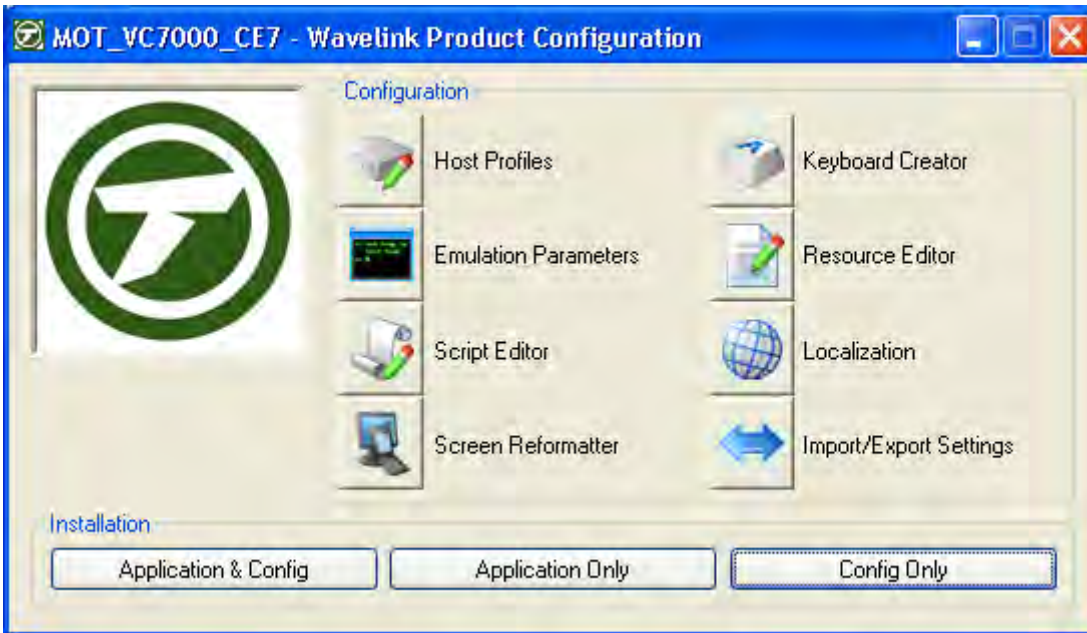 MOT_VC7000_CE7 - Wavelink Product Configuration
Configuration
Host Profiles
Keyboard Creator
Emulation Parameters
Resource Editor
Script Editor
Localization
Screen Reformatter
Import/Export Settings
Installation
Application & Config
Application Only
Config Only